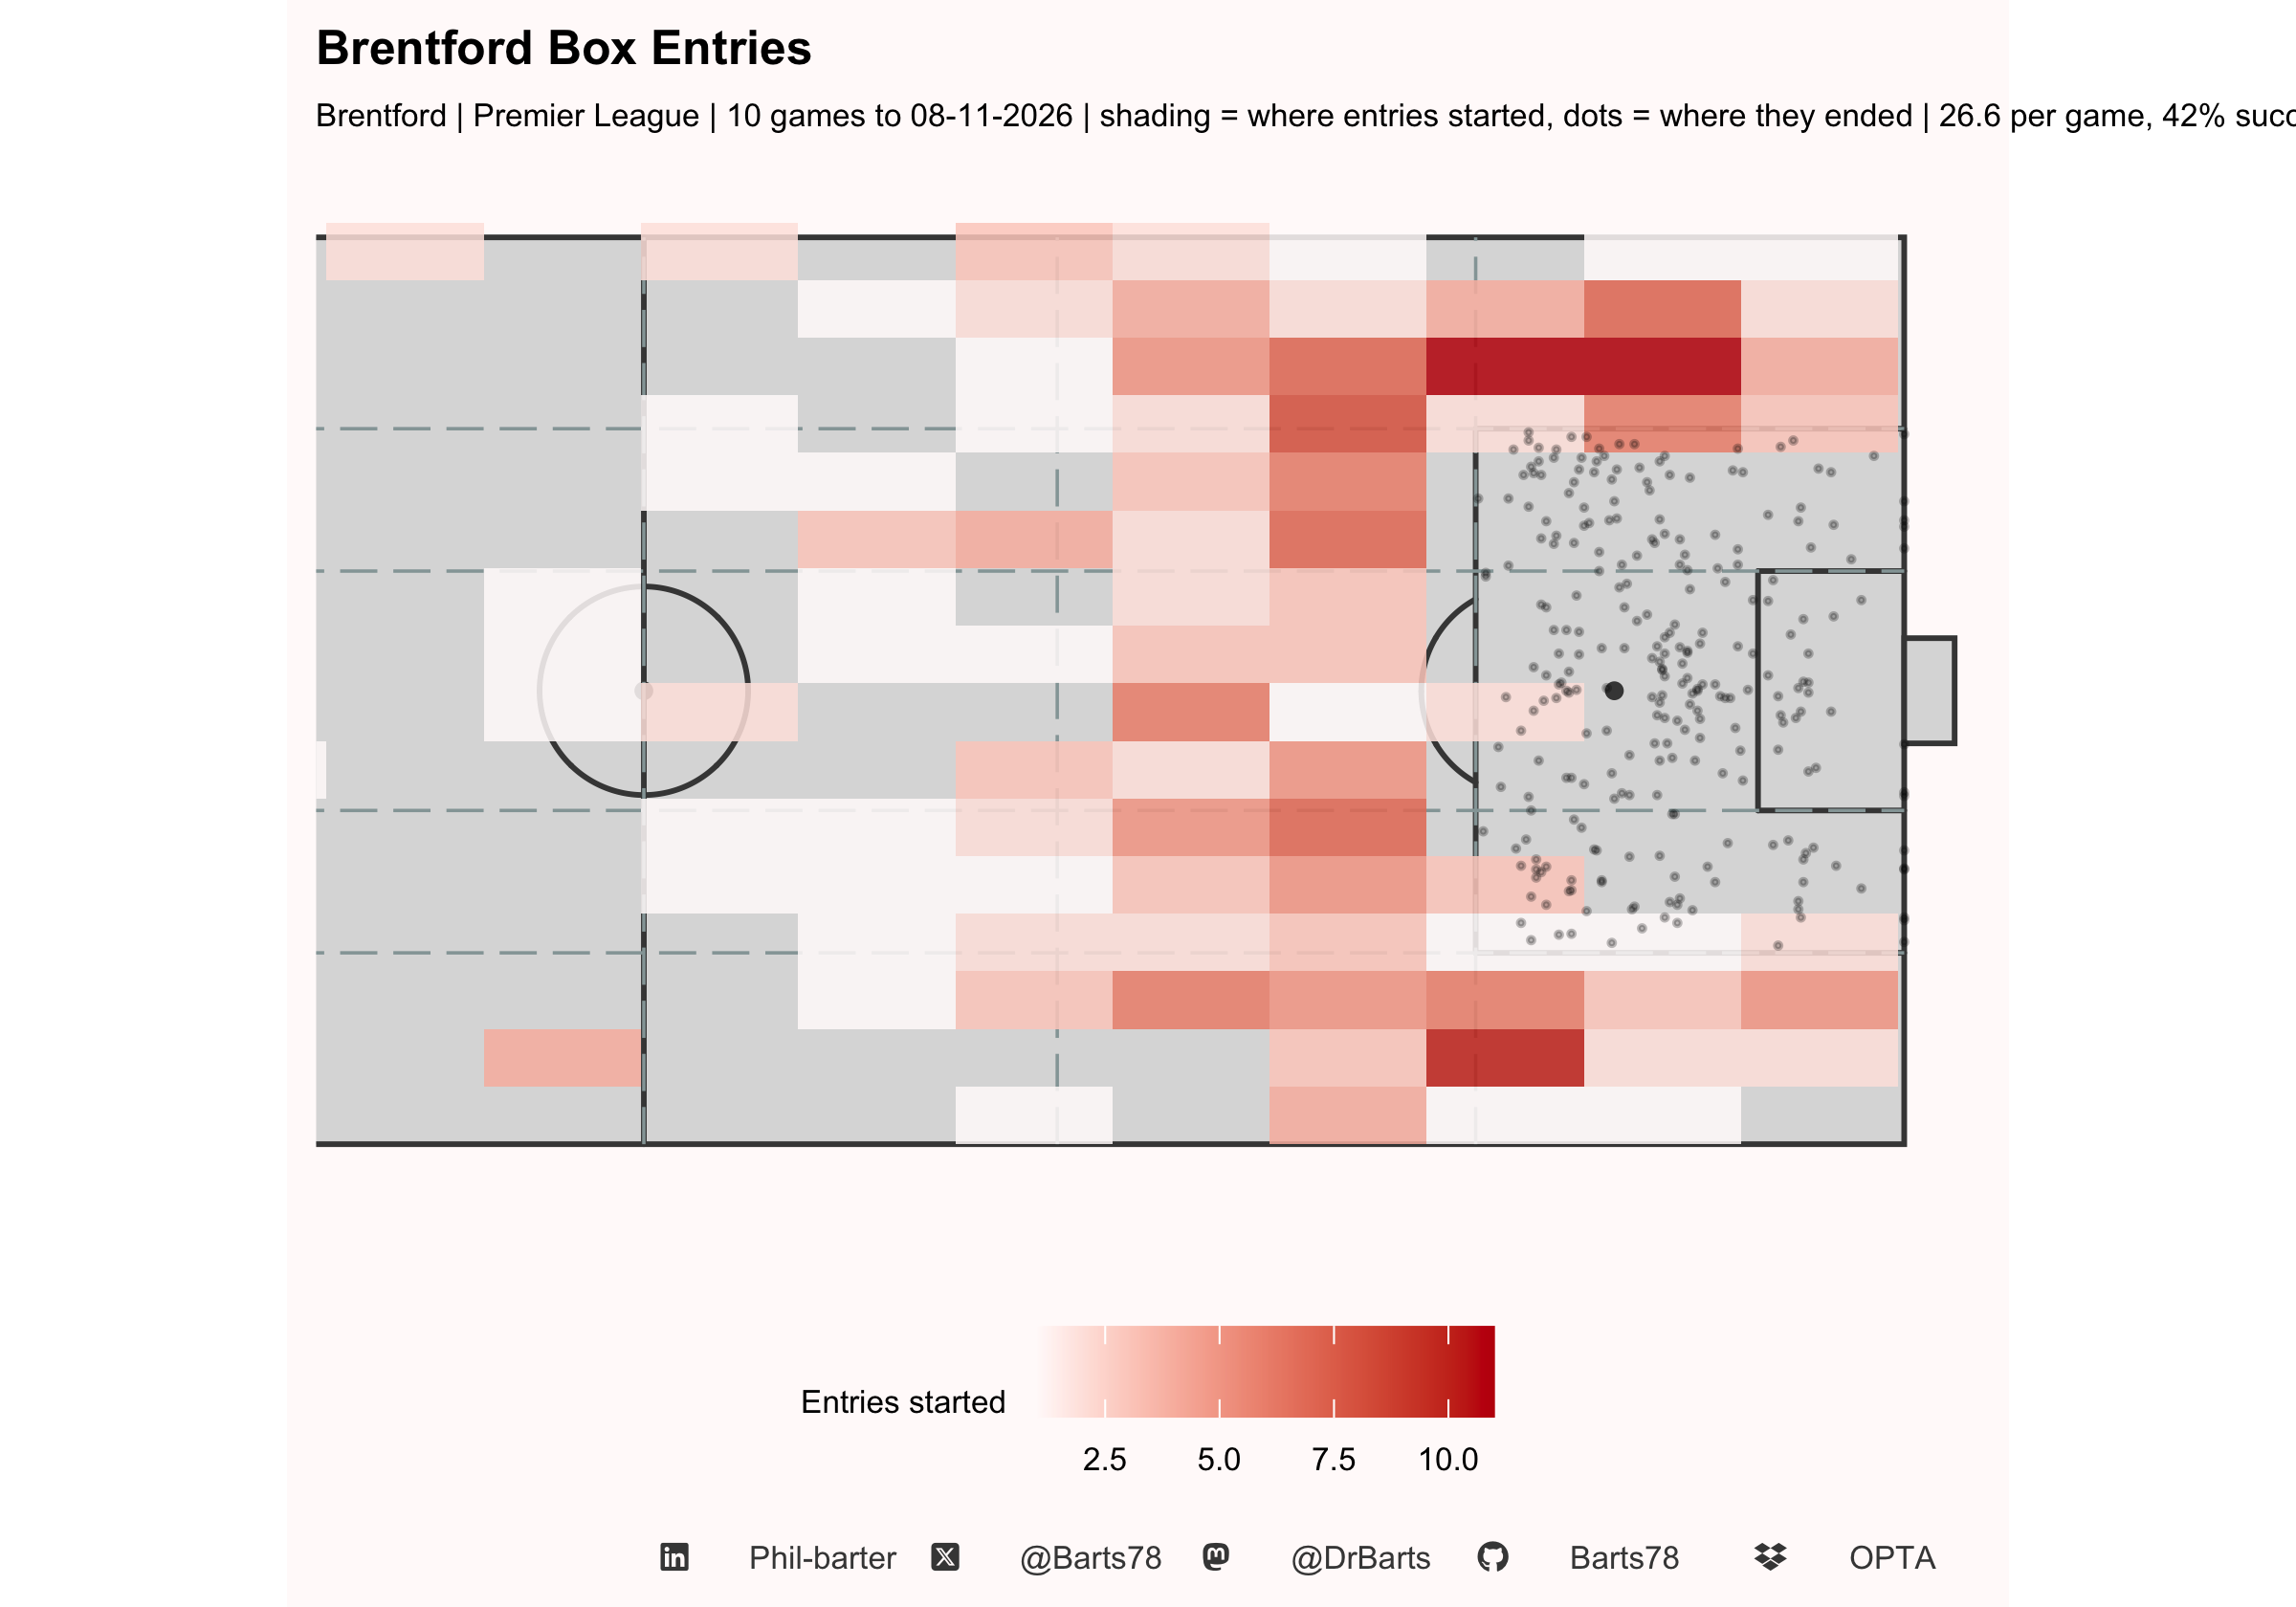 Brentford Box Entries
Brentford | Premier League | 10 games to 08-11-2026 | shading = where entries started, dots = where they ended | 26.6 per game, 42% succ
Entries started
2.5 5.0 7.5 10.0
Phil-barter @Barts78 @DrBarts Barts78 OPTA